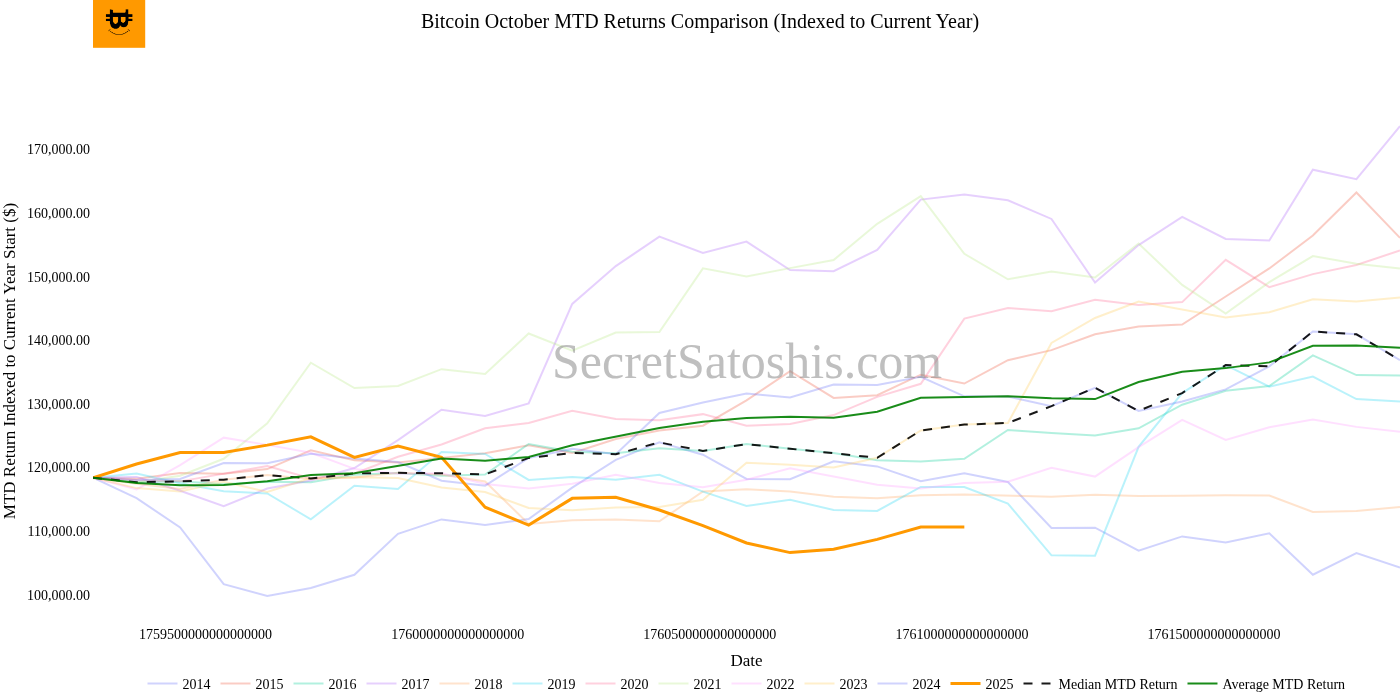 Bitcoin October MTD Returns Comparison (Indexed to Current Year)
MTD Return Indexed to Current Year Start ($)
170,000.00
160,000.00
150,000.00
140,000.00
130,000.00
120,000.00
110,000.00
100,000.00
SecretSatoshis.com
1759500000000000000 1760000000000000000 1760500000000000000 1761000000000000000 1761500000000000000
Date
2014 2015 2016 2017 2018 2019 2020 2021 2022 2023 2024 2025 Median MTD Return Average MTD Return